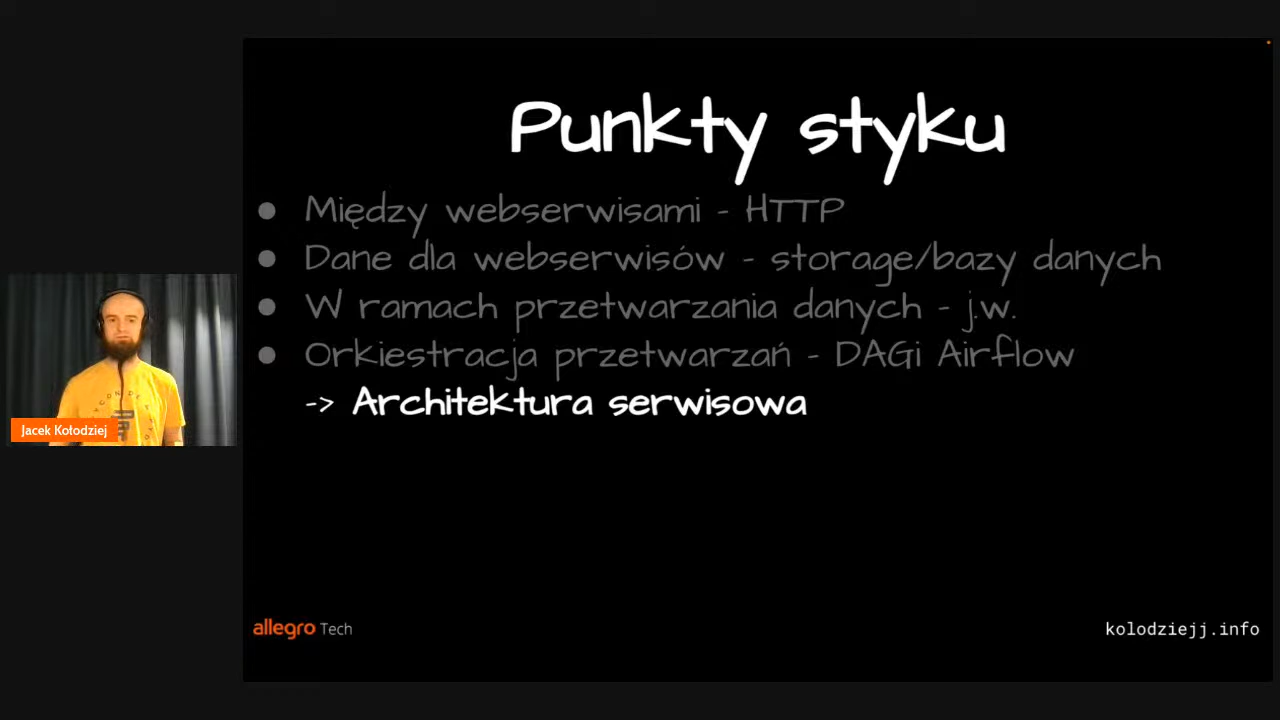 Punkty styku
● Między webserwisami - HTTP
● Dane dla webserwisów - storage/bazy danych
● W ramach przetwarzania danych - j.w.
● Orkiestracja przetwarzań - DAGi Airflow
-> Architektura serwisowa
Jacek Kołodziej
allegro Tech
kolodziejj.info